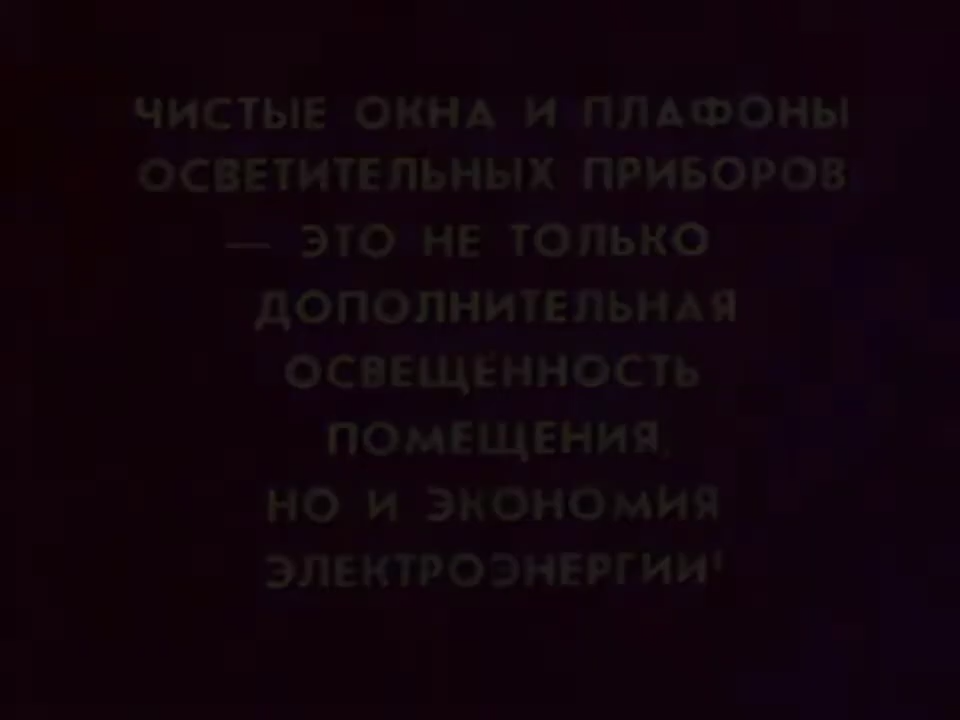 ЧИСТЫЕ ОКНА И ПЛАФОНЫ
ОСВЕТИТЕЛЬНЫХ ПРИБОРОВ
— ЭТО НЕ ТОЛЬКО
ДОПОЛНИТЕЛЬНАЯ
ОСВЕЩЕННОСТЬ
ПОМЕЩЕНИЯ,
НО И ЭКОНОМИЯ
ЭЛЕКТРОЭНЕРГИИ!